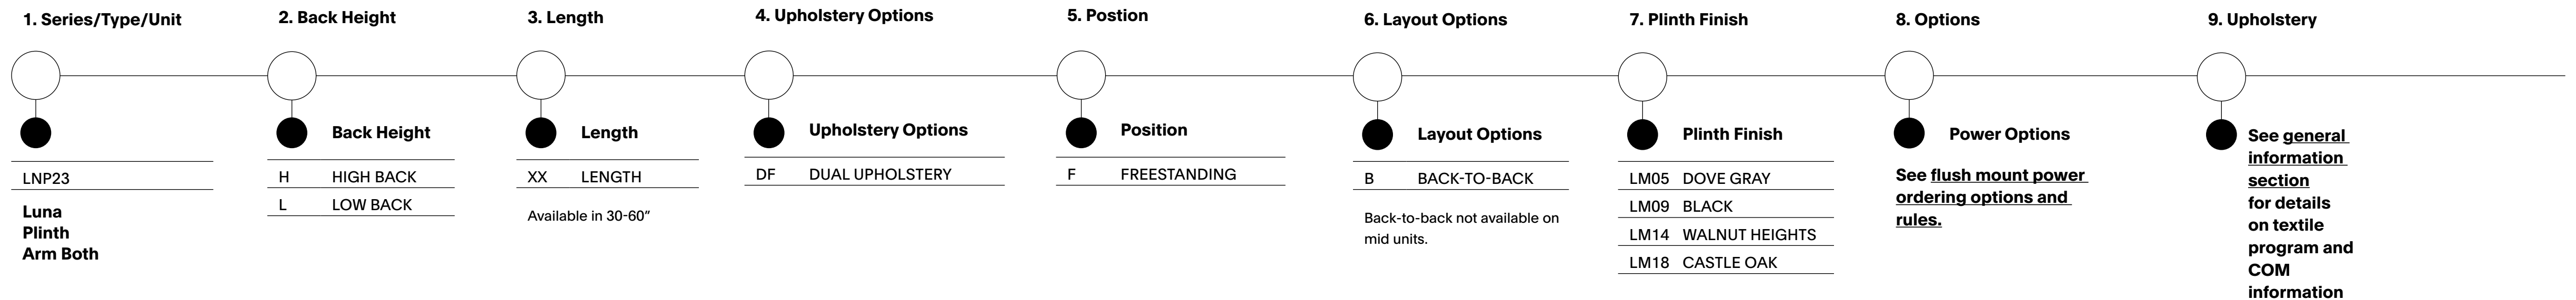 1. Series/Type/Unit
LNP23
Luna
Plinth
Arm Both
2. Back Height
Back Height
H HIGH BACK
L LOW BACK
3. Length
Length
XX LENGTH
Available in 30-60”
4. Upholstery Options
Upholstery Options
DF DUAL UPHOLSTERY
5. Postion
Position
F FREESTANDING
6. Layout Options
Layout Options
B BACK-TO-BACK
Back-to-back not available on
mid units.
7. Plinth Finish
Plinth Finish
LM05 DOVE GRAY
LM09 BLACK
LM14 WALNUT HEIGHTS
LM18 CASTLE OAK
8. Options
Power Options
See flush mount power
ordering options and
rules.
9. Upholstery
See general
information
section
for details
on textile
program and
COM
information